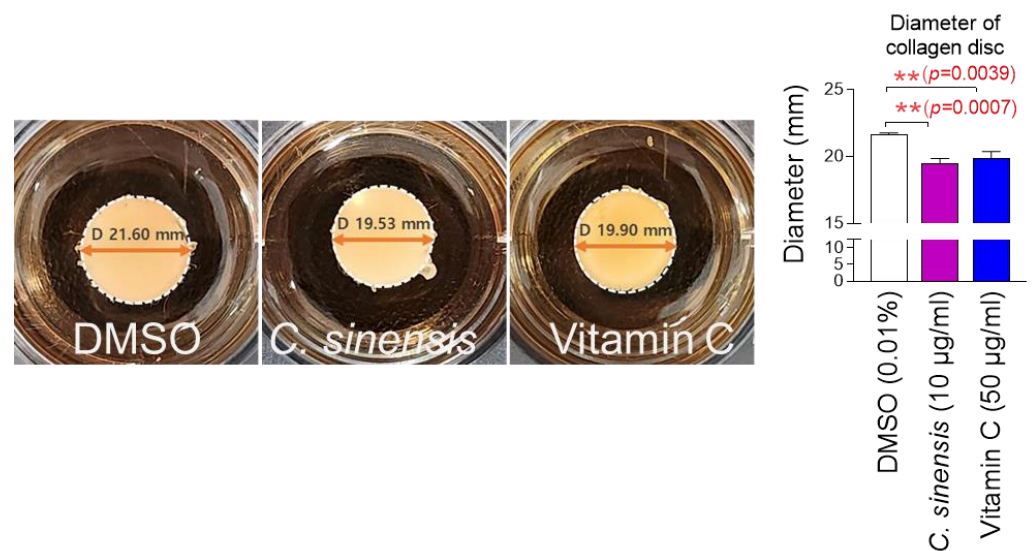 D 21.60 mm
DMSO
D 19.53 mm
C. sinensis
D 19.90 mm
Vitamin C
Diameter of
collagen disc
**(p=0.0039)
**(p=0.0007)
Diameter (mm)
25
20
15
10
5
0
DMSO (0.01%)
C. sinensis (10 µg/ml)
Vitamin C (50 µg/ml)